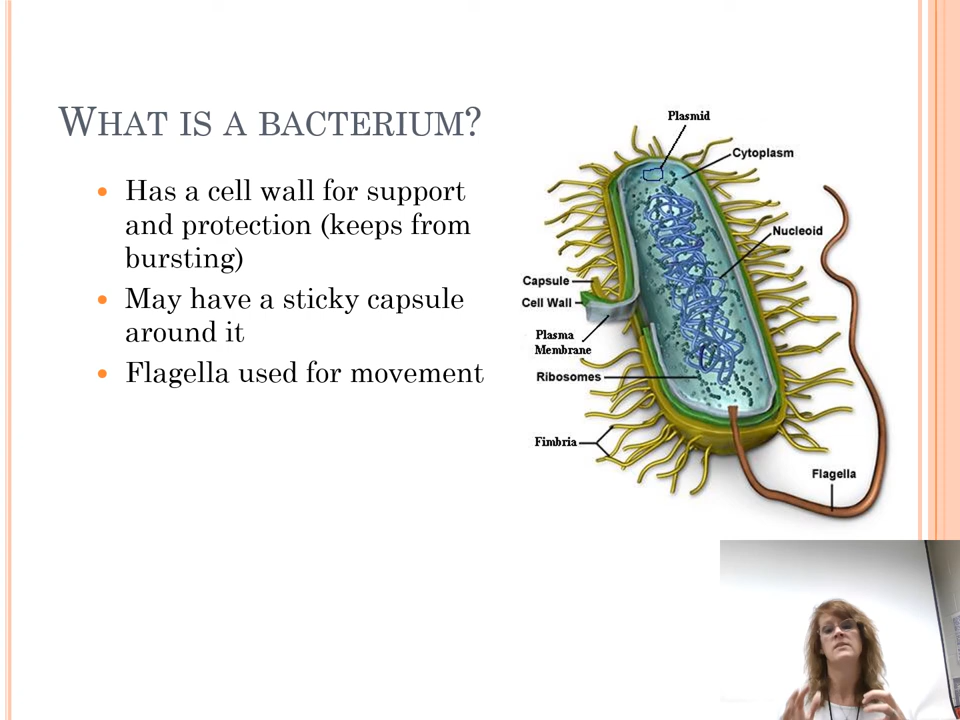 WHAT IS A BACTERIUM?
Has a cell wall for support
and protection (keeps from
bursting)
May have a sticky capsule
around it
Flagella used for movement
Plasmid
Cytoplasm
Nucleoid
Capsule
Cell Wall
Plasma
Membrane
Ribosomes
Fimbria
Flagella